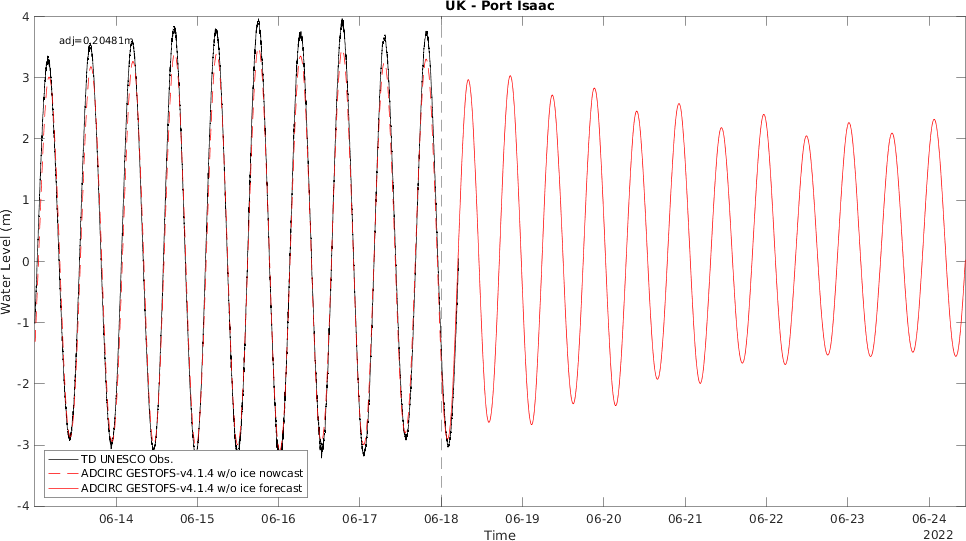 UK - Port Isaac
adj=0.20481m
4
3
2
1
0
-1
-2
-3
-4
Water Level (m)
TD UNESCO Obs.
ADCIRC GESTOFS-v4.1.4 w/o ice nowcast
ADCIRC GESTOFS-v4.1.4 w/o ice forecast
06-14 06-15 06-16 06-17 06-18 06-19 06-20 06-21 06-22 06-23 06-24
Time
2022